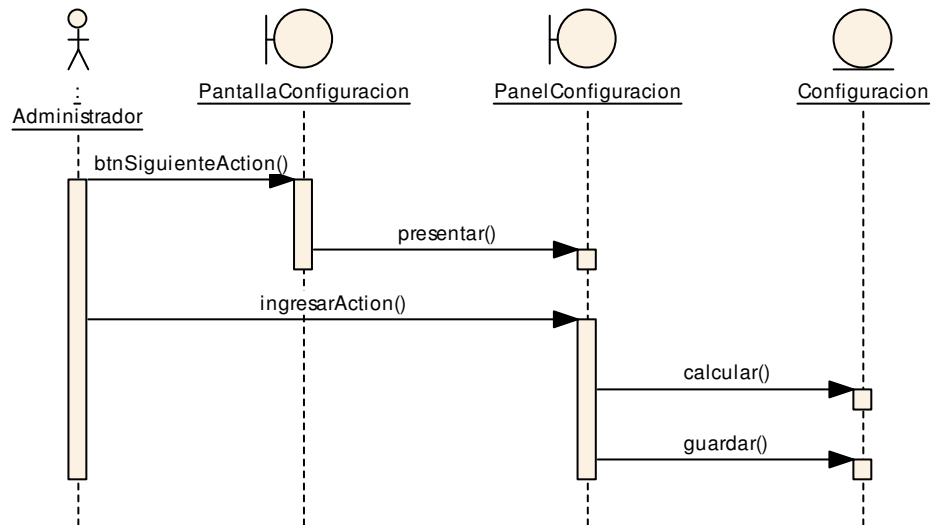 :
Administrador
PantallaConfiguracion
PanelConfiguracion
Configuracion
btnSiguienteAction()
presentar()
ingresarAction()
calcular()
guardar()